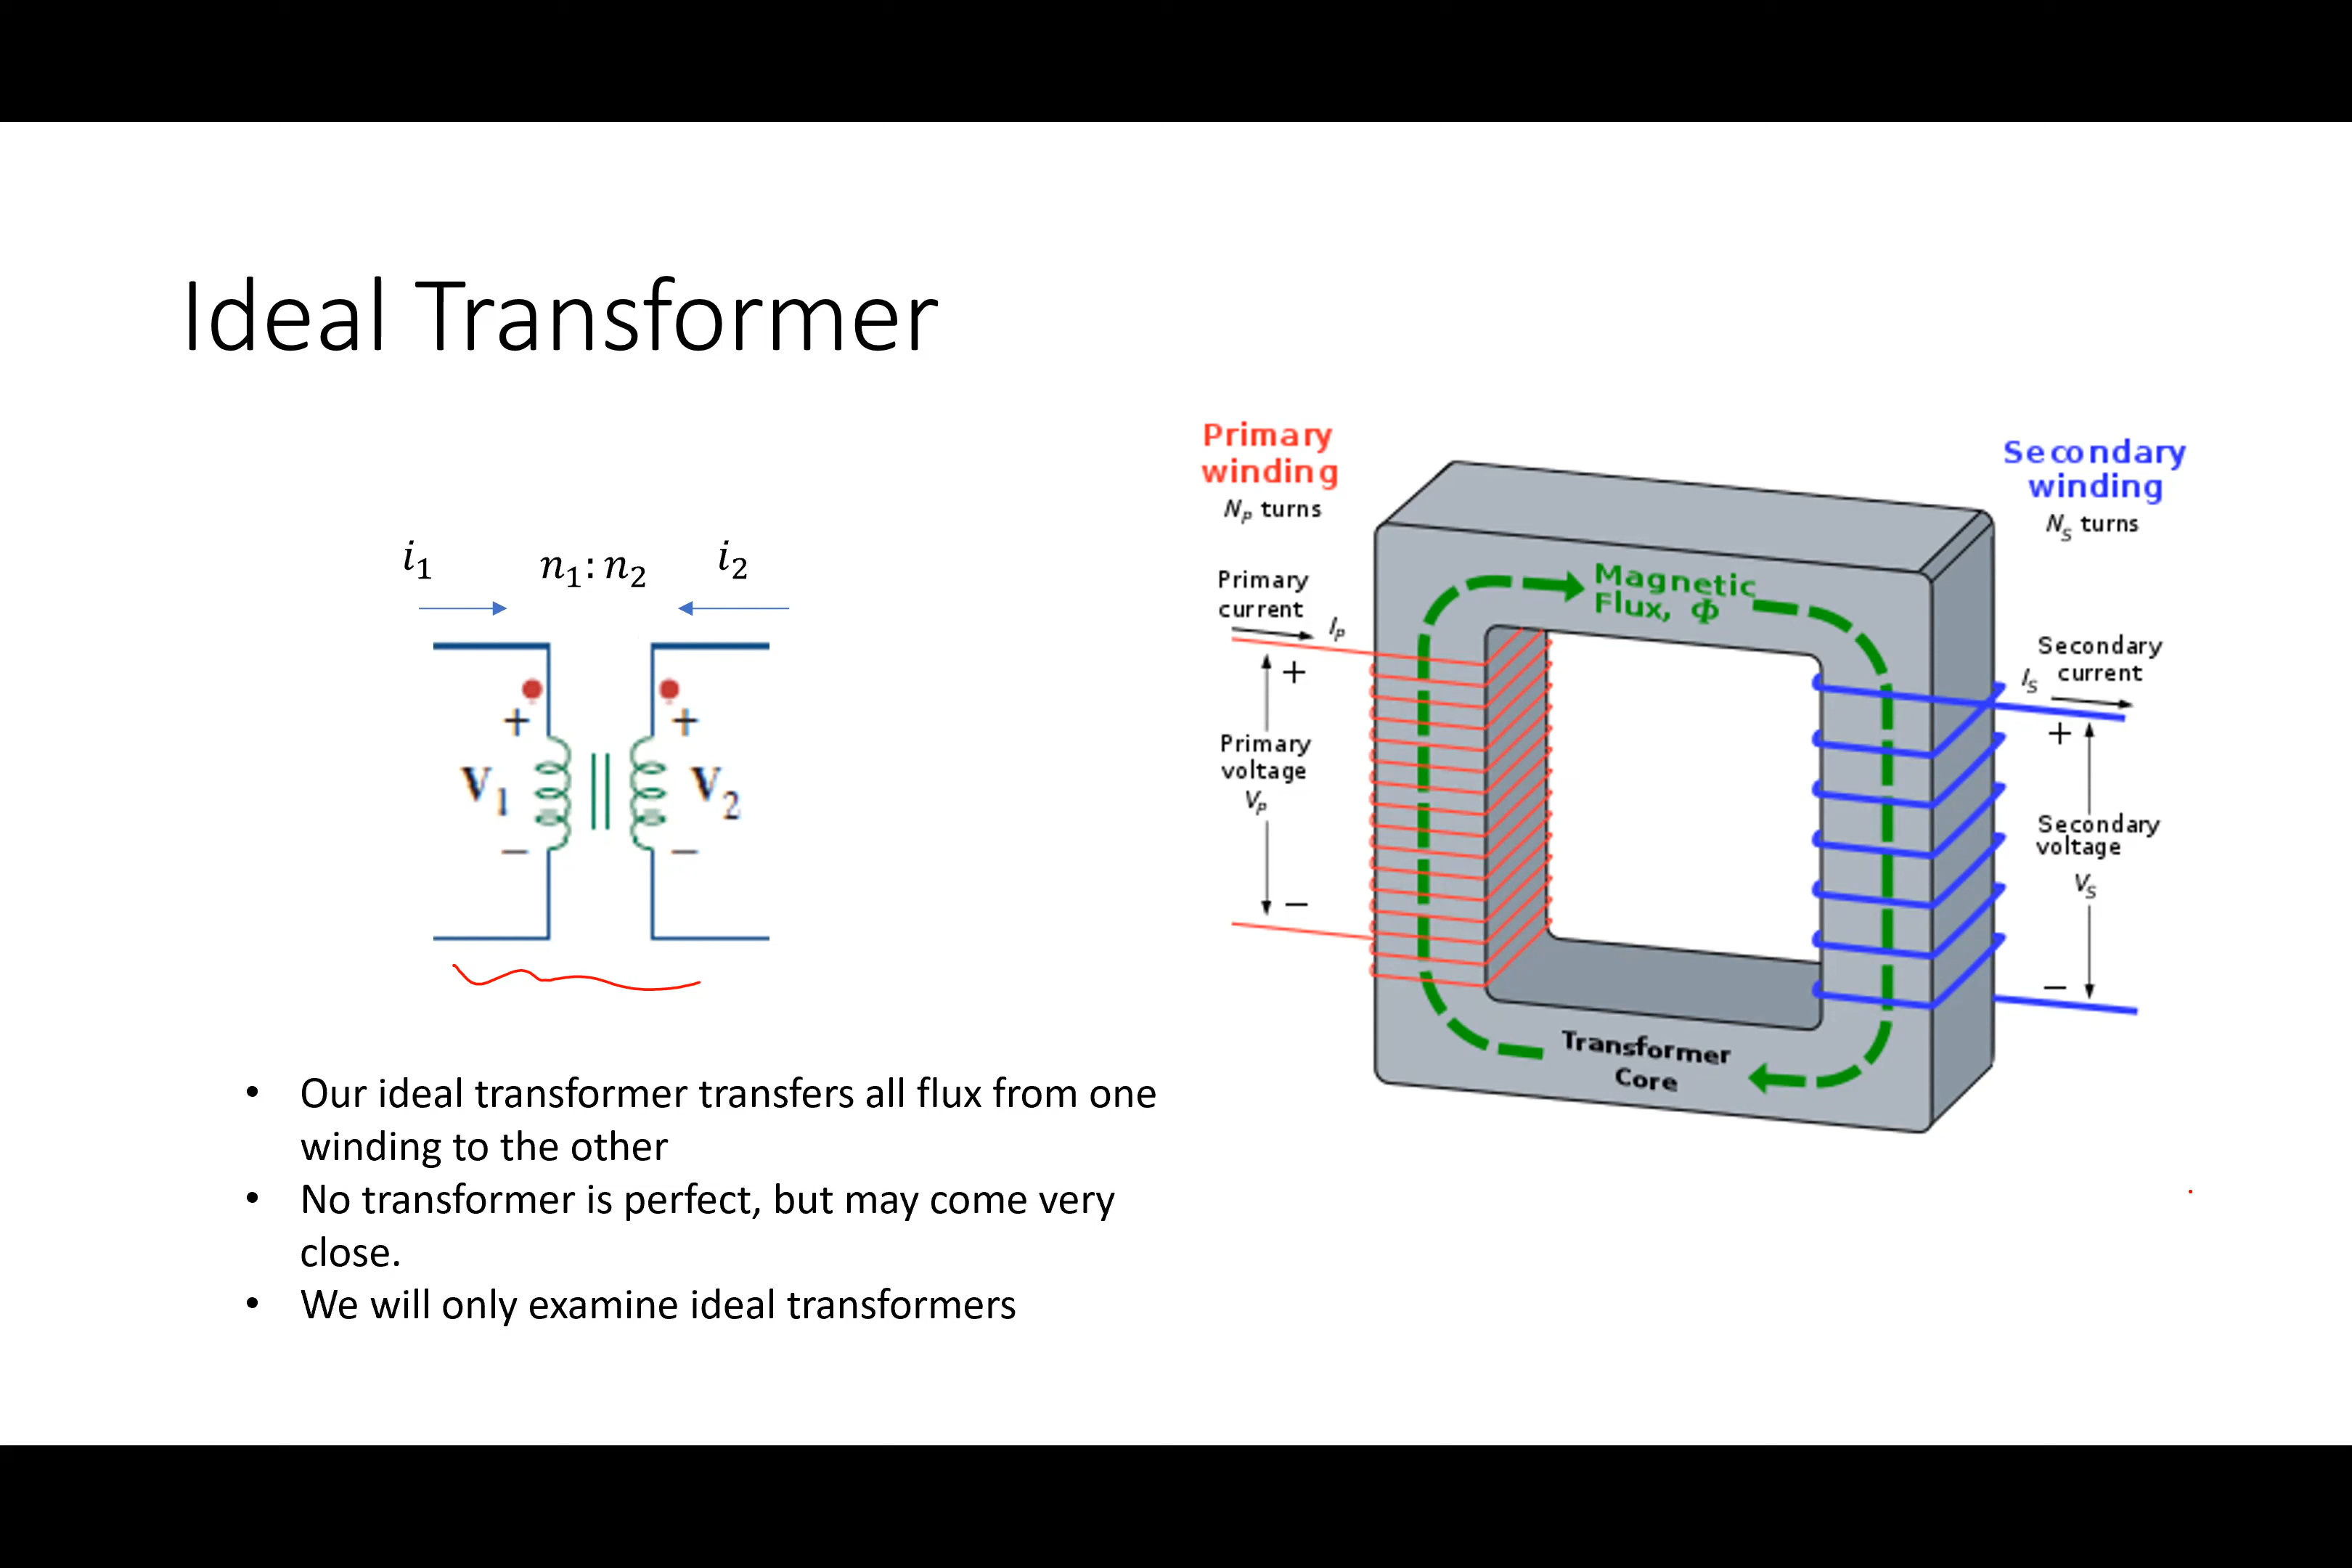 Ideal Transformer
i₁ n₁:n₂ i₂
+ +
V₁ V₂
− −
• Our ideal transformer transfers all flux from one
winding to the other
• No transformer is perfect, but may come very
close.
• We will only examine ideal transformers
Primary
winding
Nₚ turns
Primary
current
Iₚ
+
Primary
voltage
Vₚ
−
Magnetic
Flux, Φ
Transformer
Core
Secondary
winding
Nₛ turns
Secondary
current
Iₛ
+
Secondary
voltage
Vₛ
−